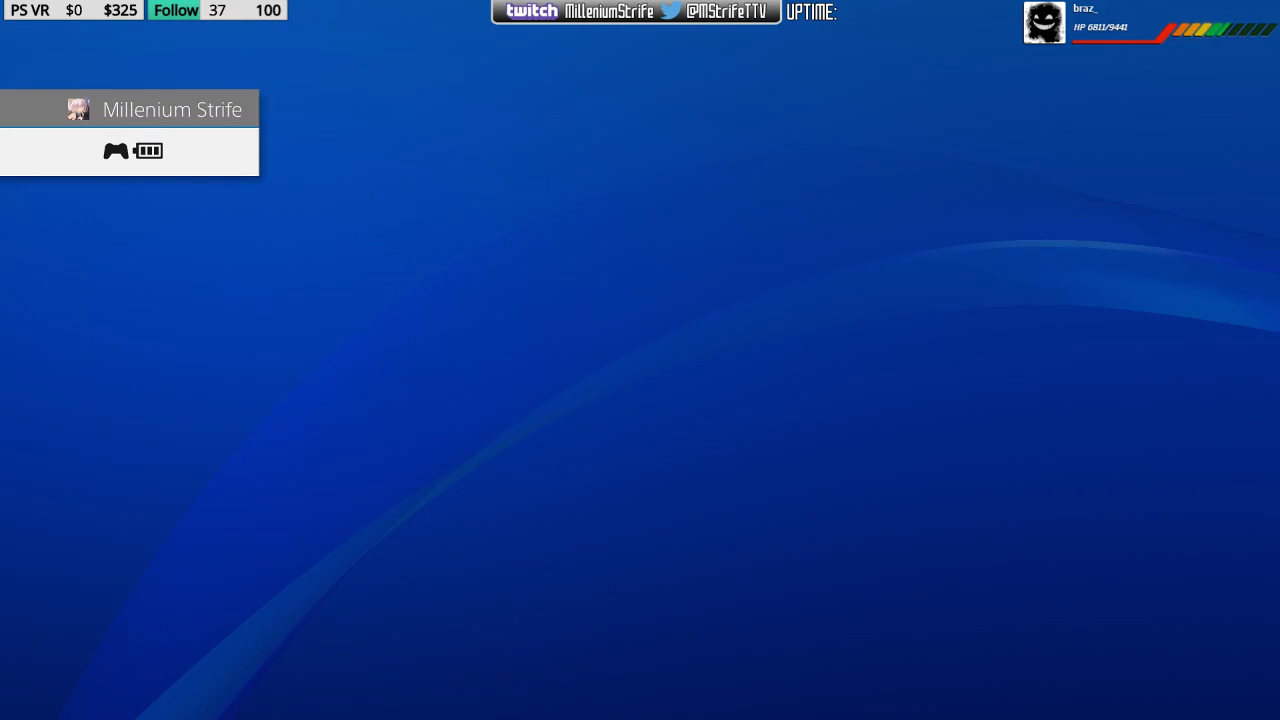 PS VR $0 $325 Follow 37 100
twitch MilleniumStrife @MStrifeTTV UPTIME:
braz_
HP 6811/9441
Millenium Strife